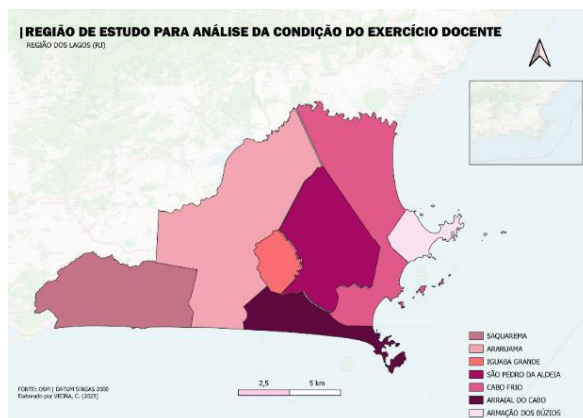 | REGIÃO DE ESTUDO PARA ANÁLISE DA CONDIÇÃO DO EXERCÍCIO DOCENTE
REGIÃO DOS LAGOS (RJ)
SAQUAREMA
ARARUAMA
IGUABA GRANDE
SÃO PEDRO DA ALDEIA
CABO FRIO
ARRAIAL DO CABO
ARMAÇÃO DOS BÚZIOS
FONTE: OSM | DATUM SIRGAS 2000
Elaborado por VIEIRA, C. (2025)
2,5 5 km